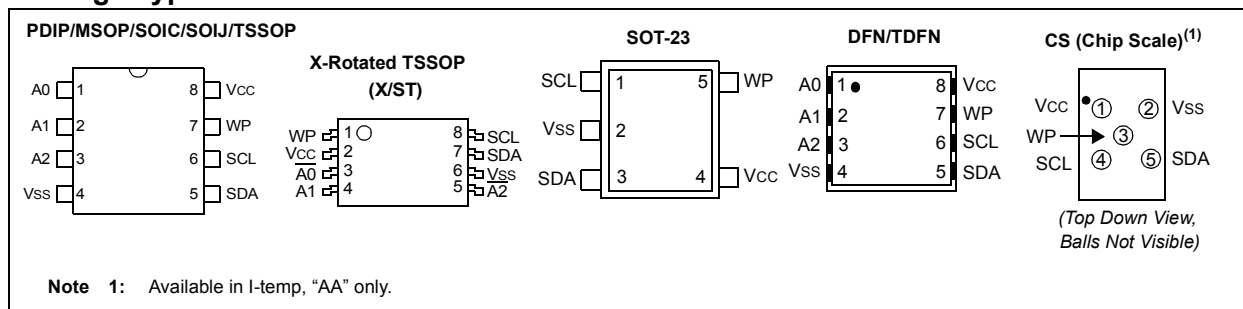 PDIP/MSOP/SOIC/SOIJ/TSSOP
A0 1 8 VCC
A1 2 7 WP
A2 3 6 SCL
VSS 4 5 SDA
X-Rotated TSSOP
(X/ST)
WP 1 8 SCL
VCC 2 7 SDA
A0 3 6 VSS
A1 4 5 A2
SOT-23
SCL 1 5 WP
VSS 2
SDA 3 4 VCC
DFN/TDFN
A0 1 8 VCC
A1 2 7 WP
A2 3 6 SCL
VSS 4 5 SDA
CS (Chip Scale)(1)
VCC 1 2 VSS
WP 3
SCL 4 5 SDA
(Top Down View,
Balls Not Visible)
Note 1: Available in I-temp, “AA” only.